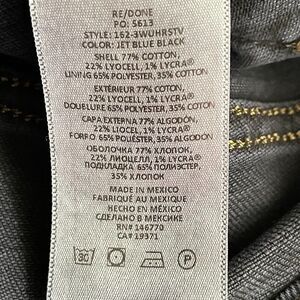 RE/DONE
PO: 5613
STYLE: 162-3WUHRSTV
COLOR: JET BLUE BLACK
SHELL 77% COTTON,
22% LYOCELL, 1% LYCRA®
LINING 65% POLYESTER, 35% COTTON
EXTÉRIEUR 77% COTON,
22% LYOCELL, 1% LYCRA®
DOUBLURE 65% POLYESTER, 35% COTON
CAPA EXTERNA 77% ALGODÓN,
22% LIOCEL, 1% LYCRA®
FORRO 65% POLIÉSTER, 35% ALGODÓN
ОБОЛОЧКА 77% ХЛОПОК,
22% ЛИОЦЕЛЛ, 1% LYCRA®
ПОДКЛАДКА 65% ПОЛИЭСТЕР,
35% ХЛОПОК
MADE IN MEXICO
FABRIQUÉ AU MEXIQUE
HECHO EN MÉXICO
СДЕЛАНО В МЕКСИКЕ
RN# 146770
CA# 19371
30 P